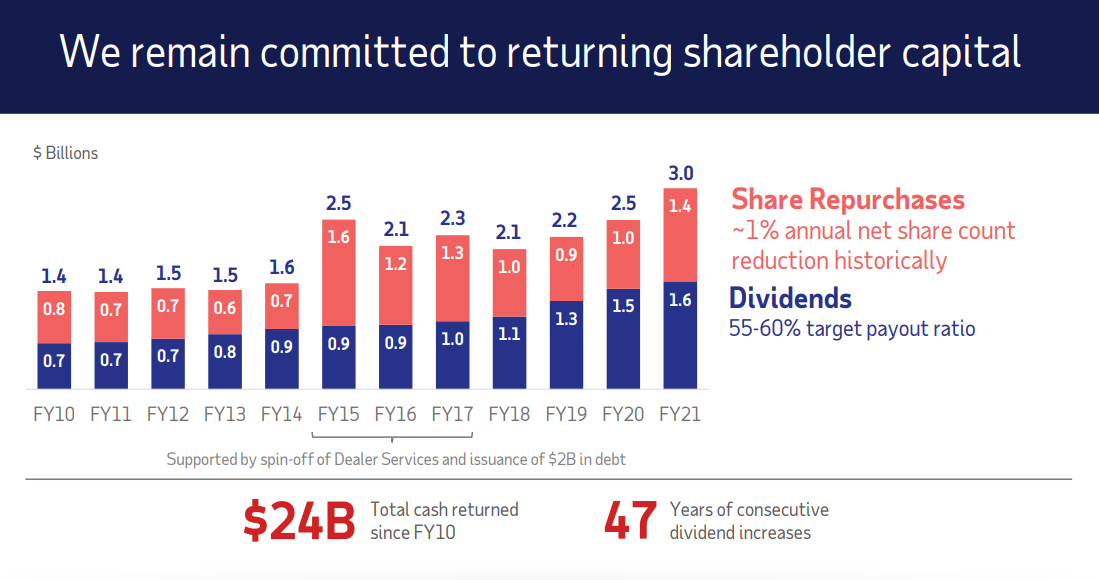 We remain committed to returning shareholder capital
$ Billions
1.4 1.4 1.5 1.5 1.6 2.5 2.1 2.3 2.1 2.2 2.5 3.0
0.8 0.7 0.7 0.6 0.7 1.6 1.2 1.3 1.0 0.9 1.0 1.4
0.7 0.7 0.7 0.8 0.9 0.9 0.9 1.0 1.1 1.3 1.5 1.6
FY10 FY11 FY12 FY13 FY14 FY15 FY16 FY17 FY18 FY19 FY20 FY21
Supported by spin-off of Dealer Services and issuance of $2B in debt
Share Repurchases
~1% annual net share count
reduction historically
Dividends
55-60% target payout ratio
$24B
Total cash returned
since FY10
47
Years of consecutive
dividend increases